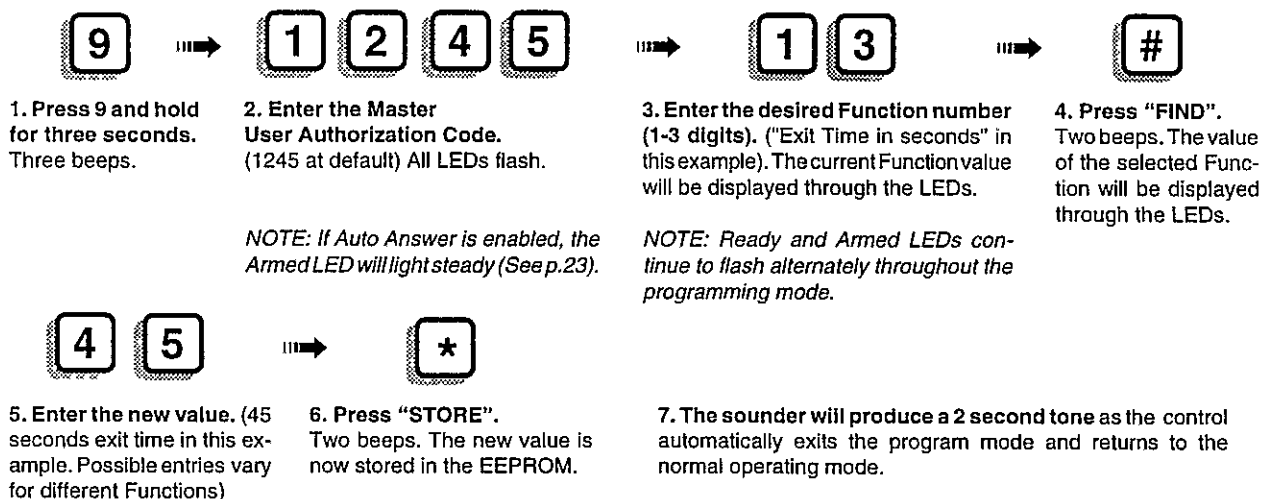 9 1 2 4 5 1 3 #
1. Press 9 and hold
for three seconds.
Three beeps.
2. Enter the Master
User Authorization Code.
(1245 at default) All LEDs flash.
NOTE: If Auto Answer is enabled, the
Armed LED will light steady (See p.23).
3. Enter the desired Function number
(1-3 digits). ("Exit Time in seconds" in
this example). The current Function value
will be displayed through the LEDs.
NOTE: Ready and Armed LEDs con-
tinue to flash alternately throughout the
programming mode.
4. Press “FIND”.
Two beeps. The value
of the selected Func-
tion will be displayed
through the LEDs.
4 5 *
5. Enter the new value. (45
seconds exit time in this ex-
ample. Possible entries vary
for different Functions)
6. Press “STORE”.
Two beeps. The new value is
now stored in the EEPROM.
7. The sounder will produce a 2 second tone as the control
automatically exits the program mode and returns to the
normal operating mode.